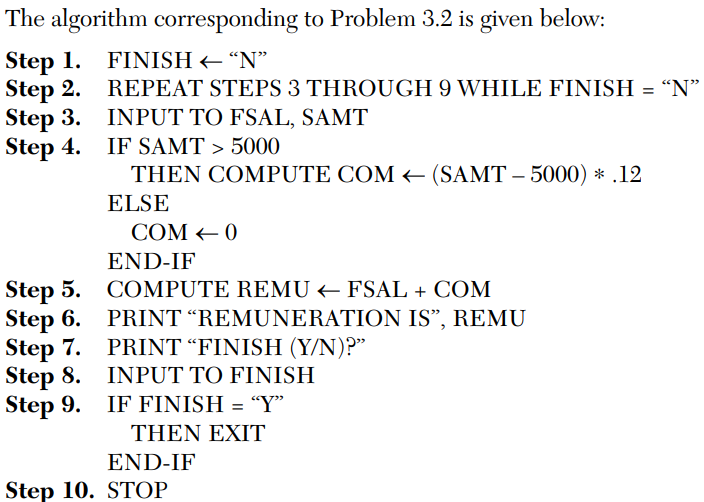 The algorithm corresponding to Problem 3.2 is given below:
Step 1. FINISH ← “N”
Step 2. REPEAT STEPS 3 THROUGH 9 WHILE FINISH = “N”
Step 3. INPUT TO FSAL, SAMT
Step 4. IF SAMT > 5000
THEN COMPUTE COM ← (SAMT – 5000) * .12
ELSE
COM ← 0
END-IF
Step 5. COMPUTE REMU ← FSAL + COM
Step 6. PRINT “REMUNERATION IS”, REMU
Step 7. PRINT “FINISH (Y/N)?”
Step 8. INPUT TO FINISH
Step 9. IF FINISH = “Y”
THEN EXIT
END-IF
Step 10. STOP